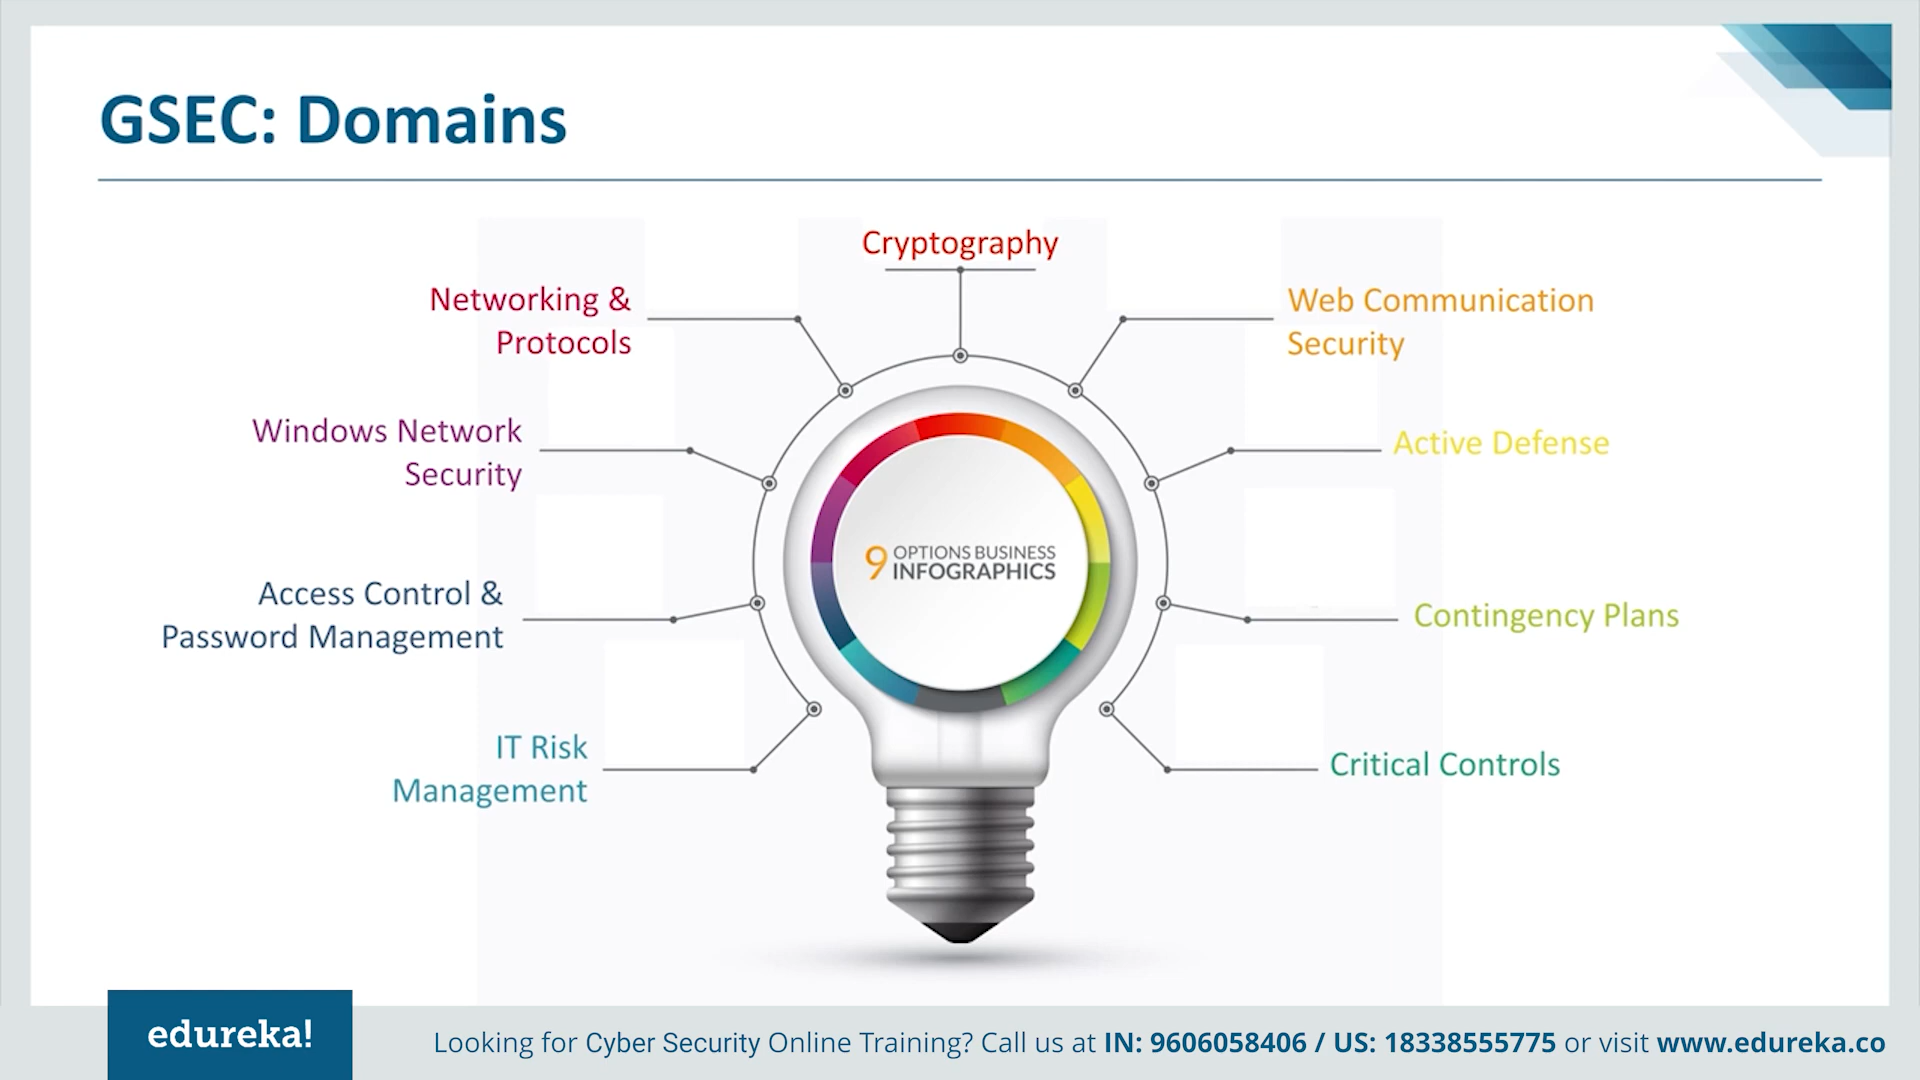 GSEC: Domains
Cryptography
Networking &
Protocols
Web Communication
Security
Windows Network
Security
Active Defense
9 OPTIONS BUSINESS
INFOGRAPHICS
Access Control &
Password Management
Contingency Plans
IT Risk
Management
Critical Controls
edureka!
Looking for Cyber Security Online Training? Call us at IN: 9606058406 / US: 18338555775 or visit www.edureka.co